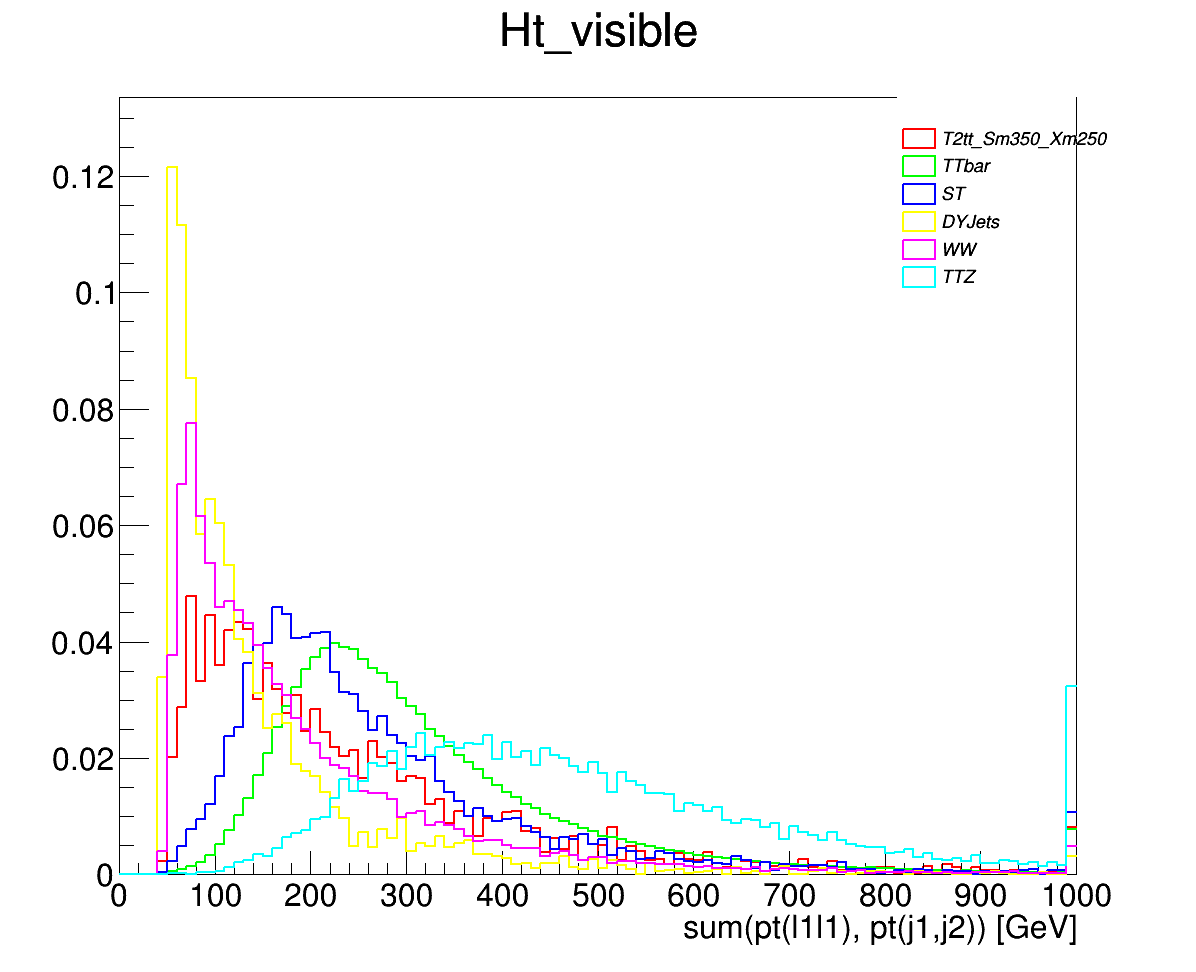 Ht_visible
T2tt_Sm350_Xm250
TTbar
ST
DYJets
WW
TTZ
0.12
0.1
0.08
0.06
0.04
0.02
0
0 100 200 300 400 500 600 700 800 900 1000
sum(pt(l1l1), pt(j1,j2)) [GeV]